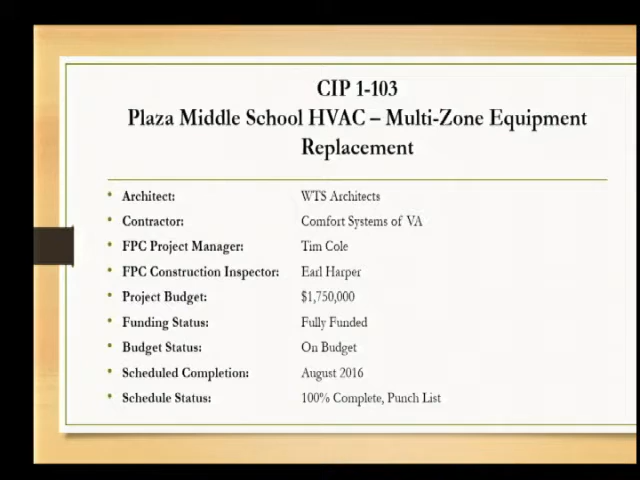 CIP 1-103
Plaza Middle School HVAC – Multi-Zone Equipment
Replacement
• Architect: WTS Architects
• Contractor: Comfort Systems of VA
• FPC Project Manager: Tim Cole
• FPC Construction Inspector: Earl Harper
• Project Budget: $1,750,000
• Funding Status: Fully Funded
• Budget Status: On Budget
• Scheduled Completion: August 2016
• Schedule Status: 100% Complete, Punch List